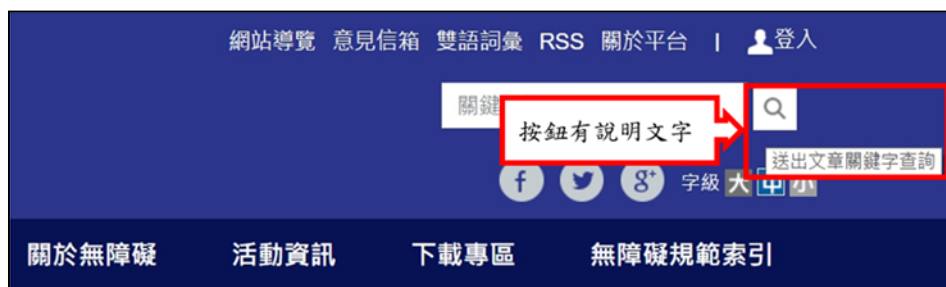 網站導覽 意見信箱 雙語詞彙 RSS 關於平台 | 登入
關鍵
按鈕有說明文字
送出文章關鍵字查詢
f 8+ 字級 大 中 小
關於無障礙 活動資訊 下載專區 無障礙規範索引